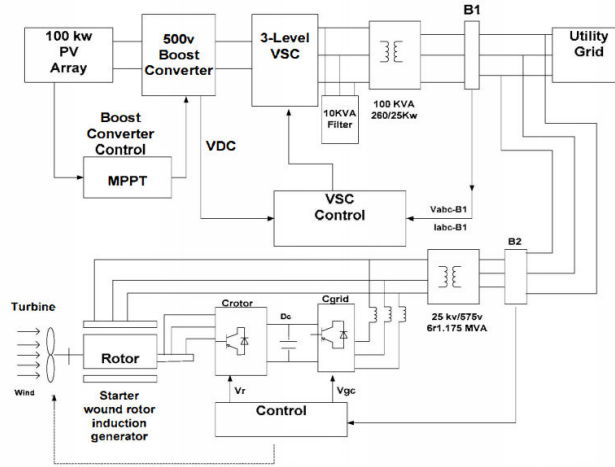 100 kw
PV
Array
500v
Boost
Converter
3-Level
VSC
B1
Utility
Grid
10KVA
Filter
100 KVA
260/25Kw
Boost
Converter
Control
VDC
MPPT
VSC
Control
Vabc-B1
Iabc-B1
B2
25 kv/575v
6r1.175 MVA
Turbine
Crotor
Cgrid
Dc
Rotor
Wind
Starter
wound rotor
induction
generator
Vr
Vgc
Control